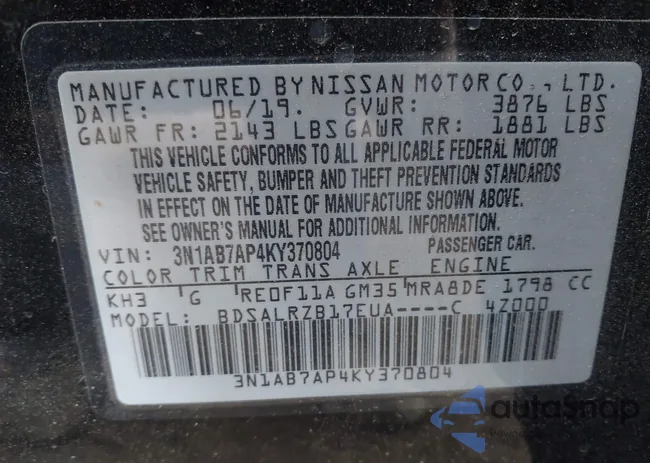 MANUFACTURED BY NISSAN MOTOR CO., LTD.
DATE: 06/19. GVWR: 3876 LBS
GAWR FR: 2143 LBS GAWR RR: 1881 LBS
THIS VEHICLE CONFORMS TO ALL APPLICABLE FEDERAL MOTOR
VEHICLE SAFETY, BUMPER AND THEFT PREVENTION STANDARDS
IN EFFECT ON THE DATE OF MANUFACTURE SHOWN ABOVE.
SEE OWNER'S MANUAL FOR ADDITIONAL INFORMATION.
VIN: 3N1AB7AP4KY370804 PASSENGER CAR.
COLOR TRIM TRANS AXLE ENGINE
KH3 G RE0F11A GM35 MRA8DE 1798 CC
MODEL: BDSALRZB17EUA----C 4Z000
3N1AB7AP4KY370804
autoSnap